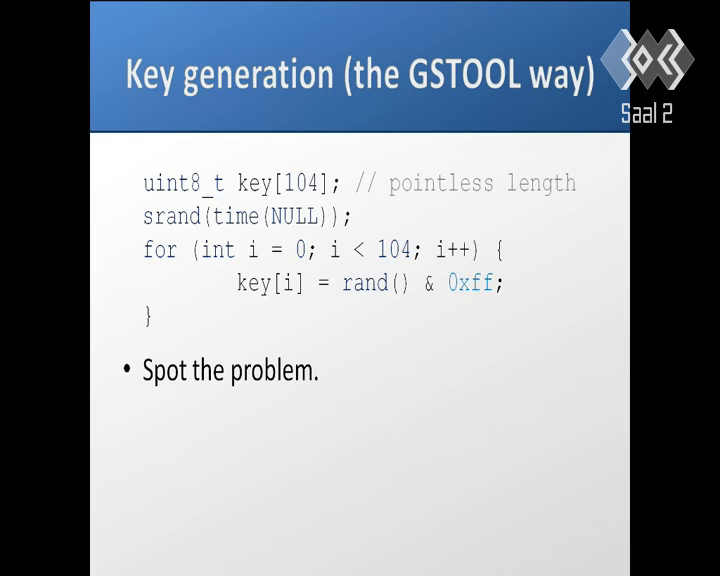 Key generation (the GSTOOL way)
Saal 2
uint8_t key[104]; // pointless length
srand(time(NULL));
for (int i = 0; i < 104; i++) {
key[i] = rand() & 0xff;
}
• Spot the problem.